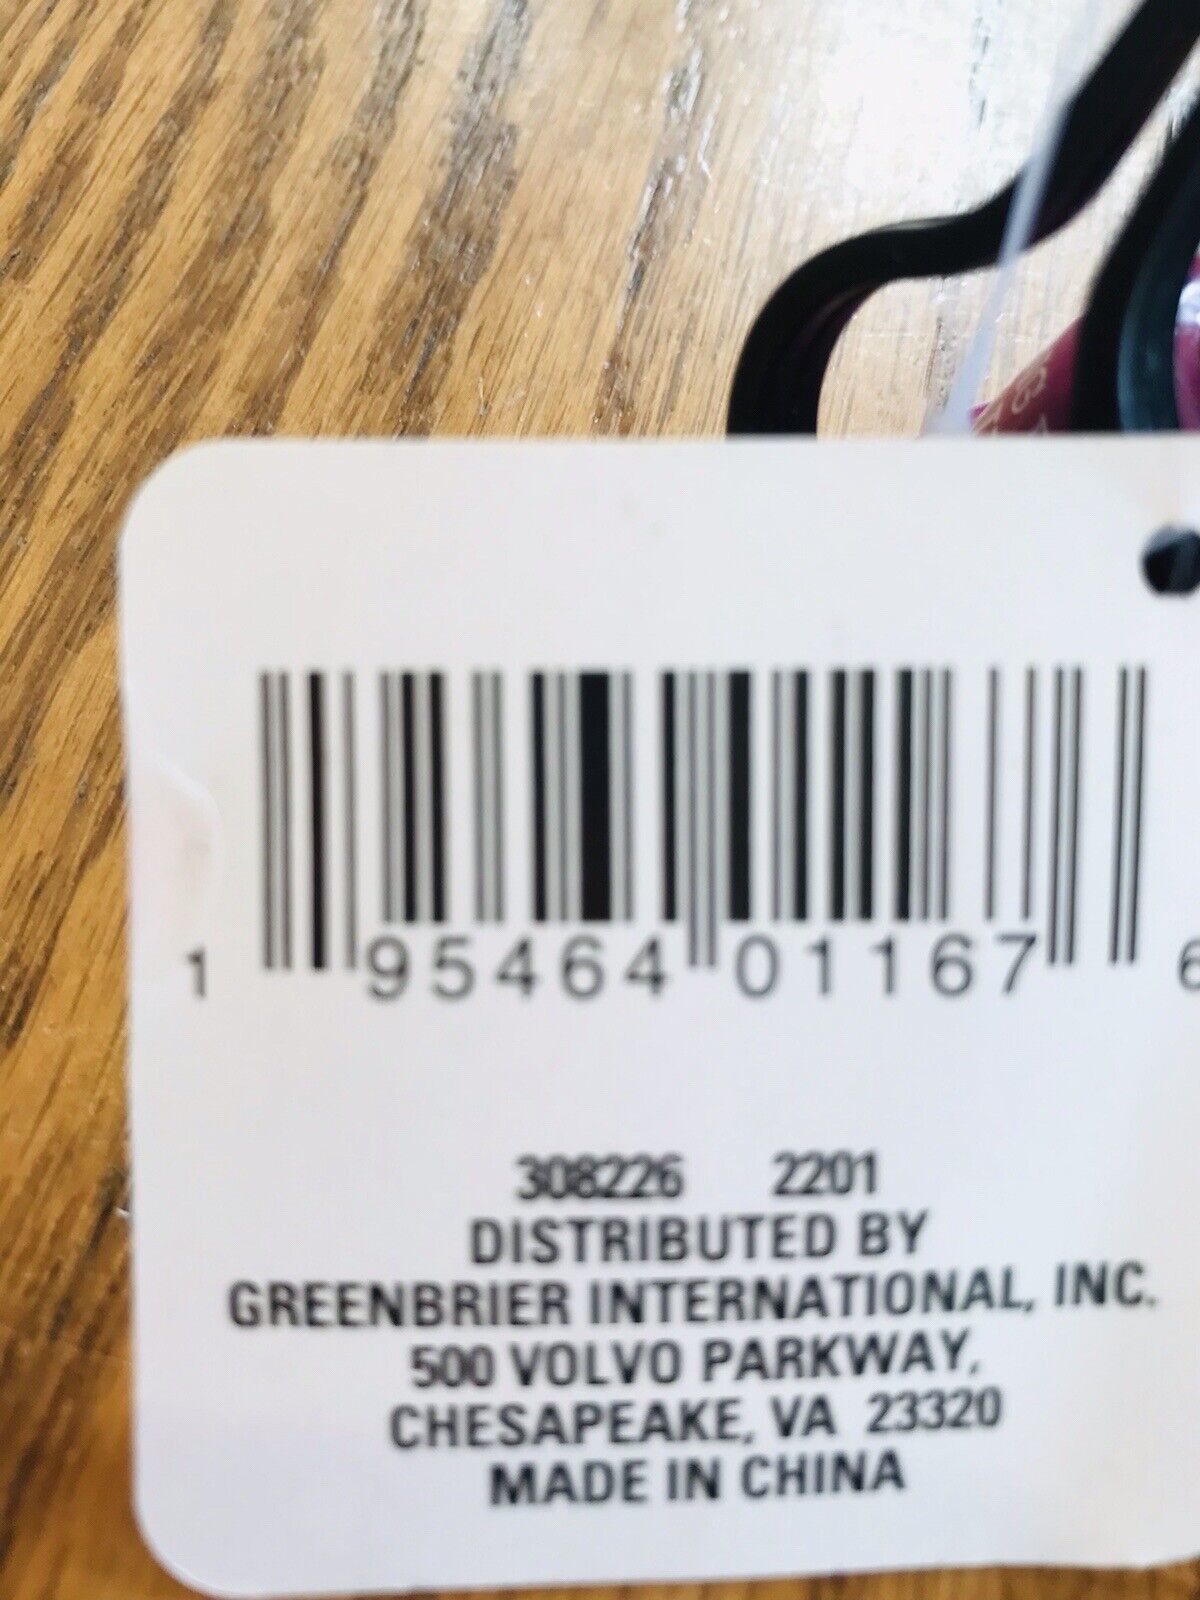 1 95464 01167 6
308226 2201
DISTRIBUTED BY
GREENBRIER INTERNATIONAL, INC.
500 VOLVO PARKWAY,
CHESAPEAKE, VA 23320
MADE IN CHINA